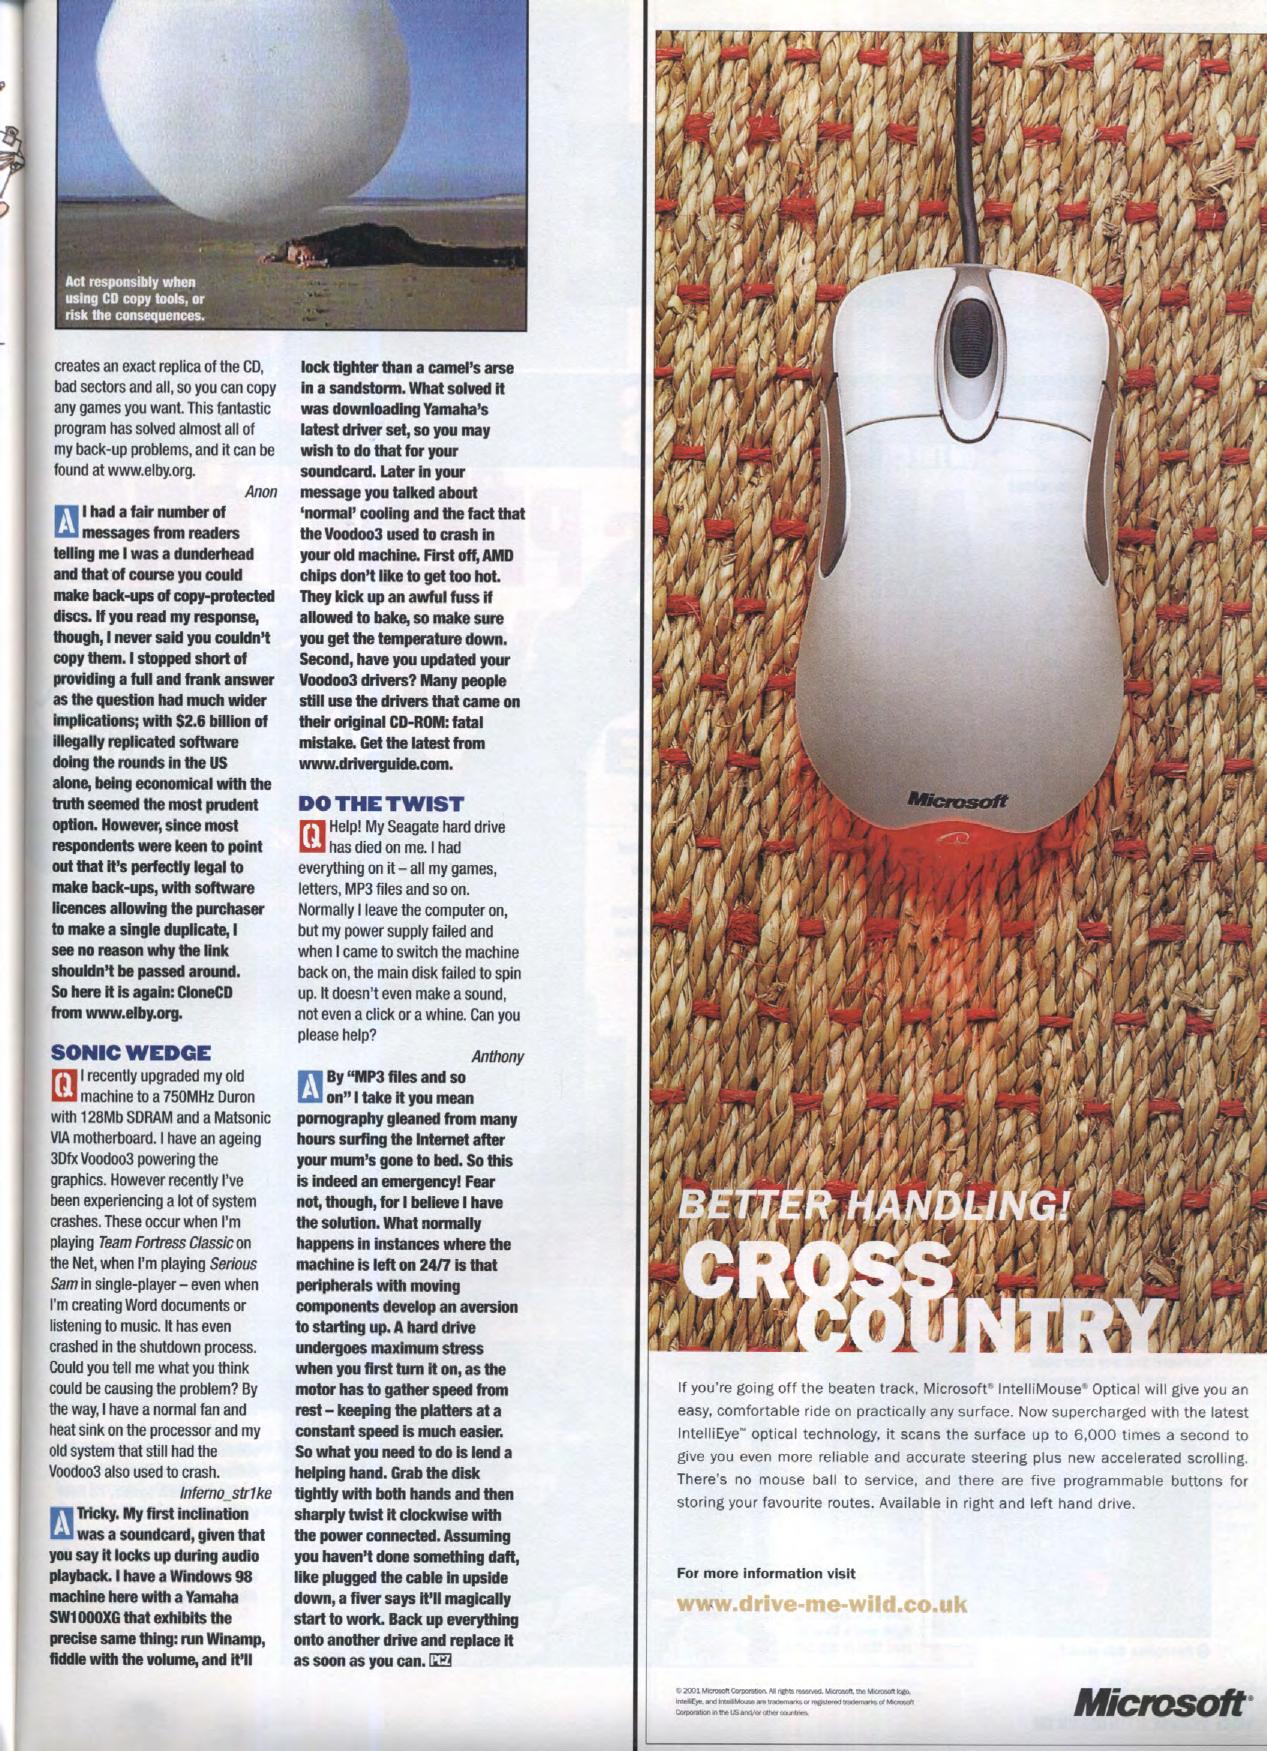 Act responsibly when
using CD copy tools, or
risk the consequences.
creates an exact replica of the CD,
bad sectors and all, so you can copy
any games you want. This fantastic
program has solved almost all of
my back-up problems, and it can be
found at www.elby.org.
Anon
A I had a fair number of
messages from readers
telling me I was a dunderhead
and that of course you could
make back-ups of copy-protected
discs. If you read my response,
though, I never said you couldn't
copy them. I stopped short of
providing a full and frank answer
as the question had much wider
implications; with $2.6 billion of
illegally replicated software
doing the rounds in the US
alone, being economical with the
truth seemed the most prudent
option. However, since most
respondents were keen to point
out that it's perfectly legal to
make back-ups, with software
licences allowing the purchaser
to make a single duplicate, I
see no reason why the link
shouldn't be passed around.
So here it is again: CloneCD
from www.elby.org.
SONIC WEDGE
Q I recently upgraded my old
machine to a 750MHz Duron
with 128Mb SDRAM and a Matsonic
VIA motherboard. I have an ageing
3Dfx Voodoo3 powering the
graphics. However recently I've
been experiencing a lot of system
crashes. These occur when I'm
playing Team Fortress Classic on
the Net, when I'm playing Serious
Sam in single-player – even when
I'm creating Word documents or
listening to music. It has even
crashed in the shutdown process.
Could you tell me what you think
could be causing the problem? By
the way, I have a normal fan and
heat sink on the processor and my
old system that still had the
Voodoo3 also used to crash.
Inferno_str1ke
A Tricky. My first inclination
was a soundcard, given that
you say it locks up during audio
playback. I have a Windows 98
machine here with a Yamaha
SW1000XG that exhibits the
precise same thing: run Winamp,
fiddle with the volume, and it'll
lock tighter than a camel's arse
in a sandstorm. What solved it
was downloading Yamaha's
latest driver set, so you may
wish to do that for your
soundcard. Later in your
message you talked about
'normal' cooling and the fact that
the Voodoo3 used to crash in
your old machine. First off, AMD
chips don't like to get too hot.
They kick up an awful fuss if
allowed to bake, so make sure
you get the temperature down.
Second, have you updated your
Voodoo3 drivers? Many people
still use the drivers that came on
their original CD-ROM: fatal
mistake. Get the latest from
www.driverguide.com.
DO THE TWIST
Q Help! My Seagate hard drive
has died on me. I had
everything on it – all my games,
letters, MP3 files and so on.
Normally I leave the computer on,
but my power supply failed and
when I came to switch the machine
back on, the main disk failed to spin
up. It doesn't even make a sound,
not even a click or a whine. Can you
please help?
Anthony
A By "MP3 files and so
on" I take it you mean
pornography gleaned from many
hours surfing the Internet after
your mum's gone to bed. So this
is indeed an emergency! Fear
not, though, for I believe I have
the solution. What normally
happens in instances where the
machine is left on 24/7 is that
peripherals with moving
components develop an aversion
to starting up. A hard drive
undergoes maximum stress
when you first turn it on, as the
motor has to gather speed from
rest – keeping the platters at a
constant speed is much easier.
So what you need to do is lend a
helping hand. Grab the disk
tightly with both hands and then
sharply twist it clockwise with
the power connected. Assuming
you haven't done something daft,
like plugged the cable in upside
down, a fiver says it'll magically
start to work. Back up everything
onto another drive and replace it
as soon as you can. PCZ
Microsoft
BETTER HANDLING!
CROSS
COUNTRY
If you're going off the beaten track, Microsoft® IntelliMouse® Optical will give you an
easy, comfortable ride on practically any surface. Now supercharged with the latest
IntelliEye™ optical technology, it scans the surface up to 6,000 times a second to
give you even more reliable and accurate steering plus new accelerated scrolling.
There's no mouse ball to service, and there are five programmable buttons for
storing your favourite routes. Available in right and left hand drive.
For more information visit
www.drive-me-wild.co.uk
© 2001 Microsoft Corporation. All rights reserved. Microsoft, the Microsoft logo,
IntelliEye, and IntelliMouse are trademarks or registered trademarks of Microsoft
Corporation in the US and/or other countries.
Microsoft®